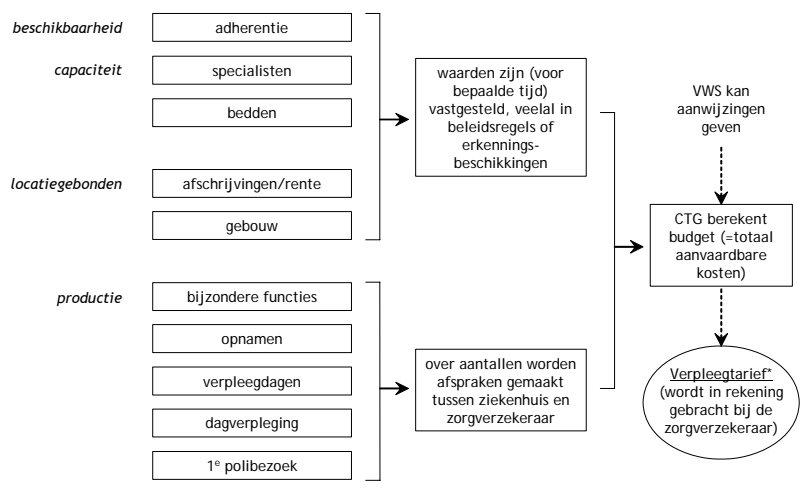 beschikbaarheid
adherentie
capaciteit
specialisten
bedden
locatiegebonden
afschrijvingen/rente
gebouw
productie
bijzondere functies
opnamen
verpleegdagen
dagverpleging
1e polibezoek
waarden zijn (voor
bepaalde tijd)
vastgesteld, veelal in
beleidsregels of
erkennings-
beschikkingen
over aantallen worden
afspraken gemaakt
tussen ziekenhuis en
zorgverzekeraar
VWS kan
aanwijzingen
geven
CTG berekent
budget (=totaal
aanvaardbare
kosten)
Verpleegtarief*
(wordt in rekening
gebracht bij de
zorgverzekeraar)